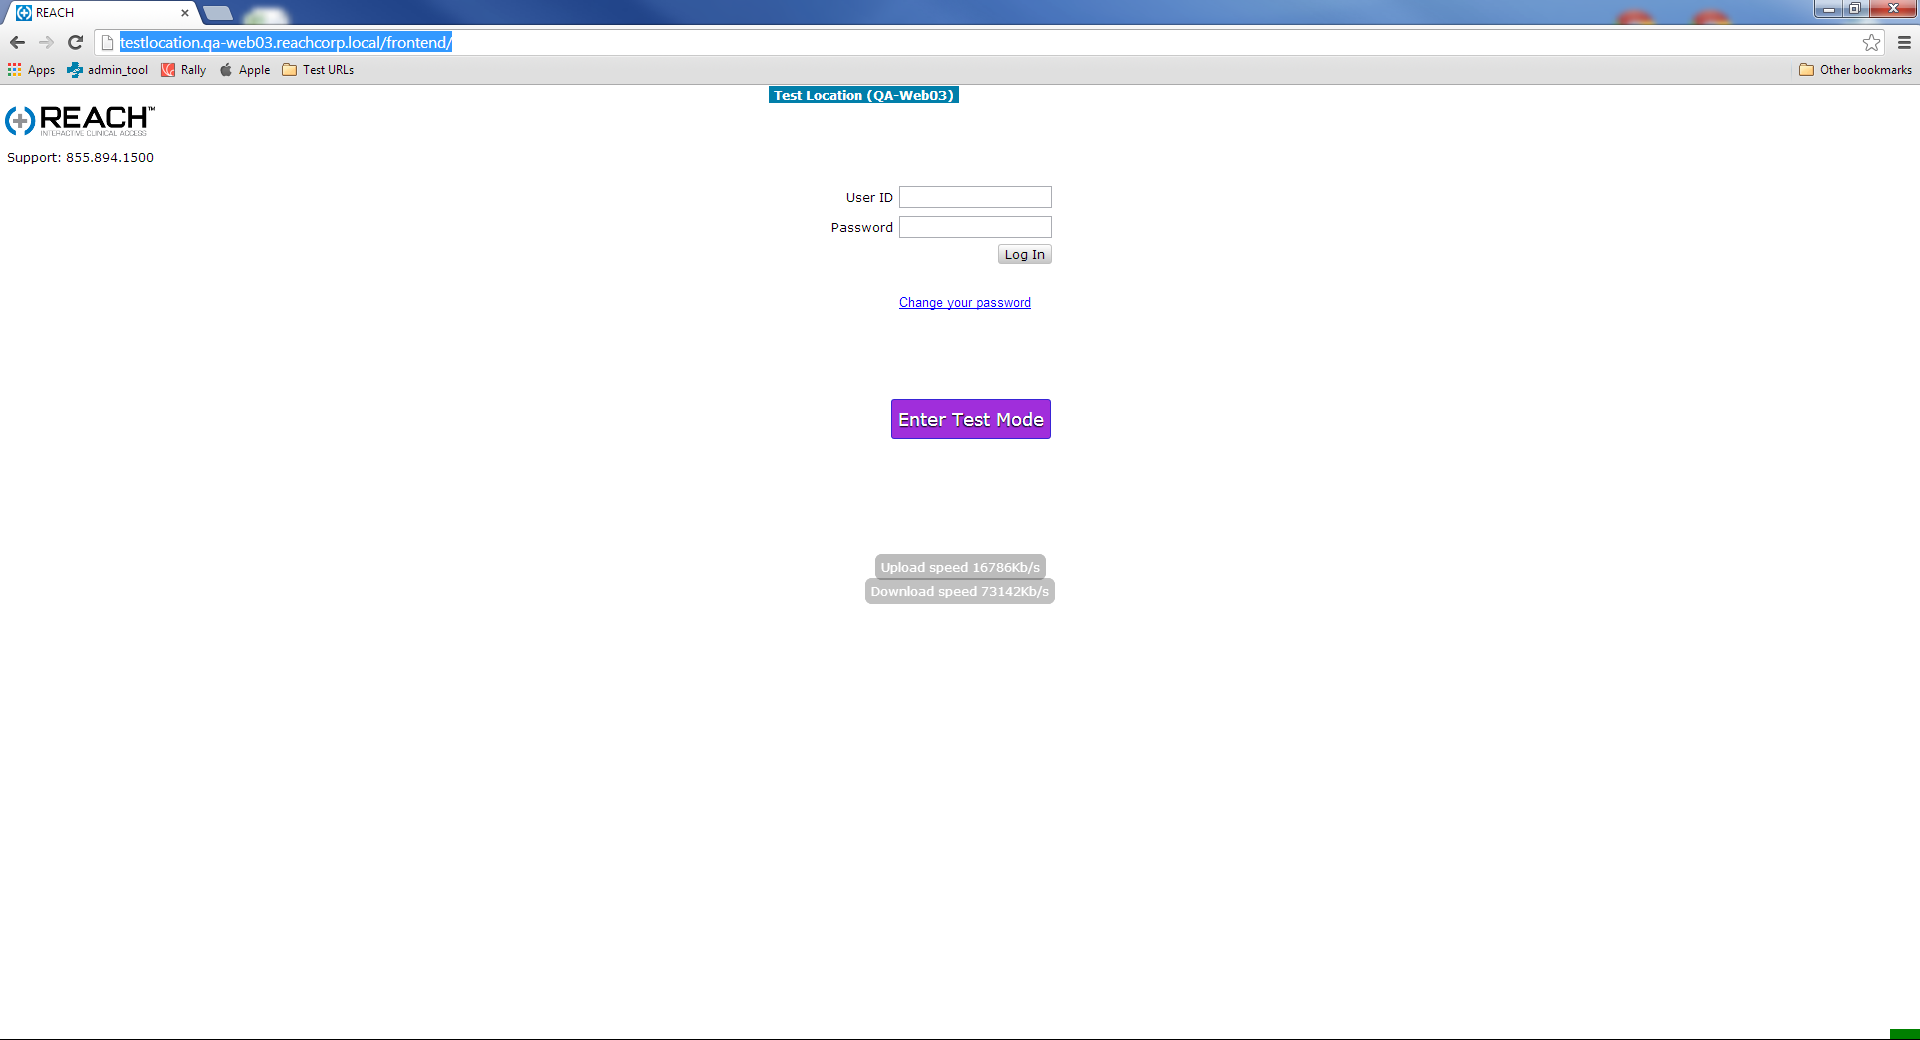 REACH
testlocation.qa-web03.reachcorp.local/frontend/
Apps admin_tool Rally Apple Test URLs Other bookmarks
Test Location (QA-Web03)
REACH™
INTERACTIVE CLINICAL ACCESS
Support: 855.894.1500
User ID
Password
Log In
Change your password
Enter Test Mode
Upload speed 16786Kb/s
Download speed 73142Kb/s